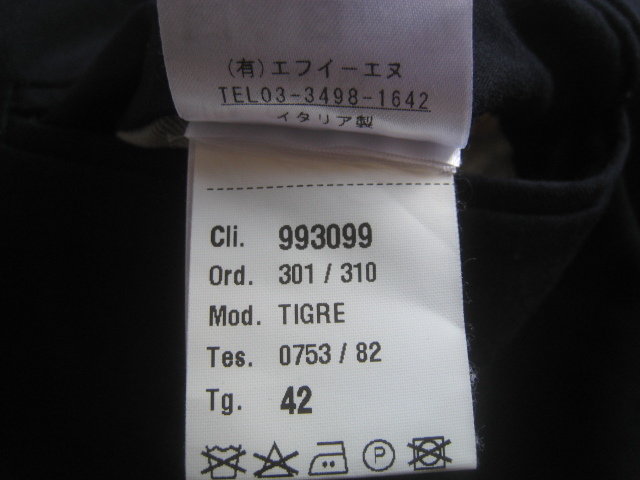 (有)エフイーエヌ
TEL03-3498-1642
イタリア製
Cli. 993099
Ord. 301 / 310
Mod. TIGRE
Tes. 0753 / 82
Tg. 42
P